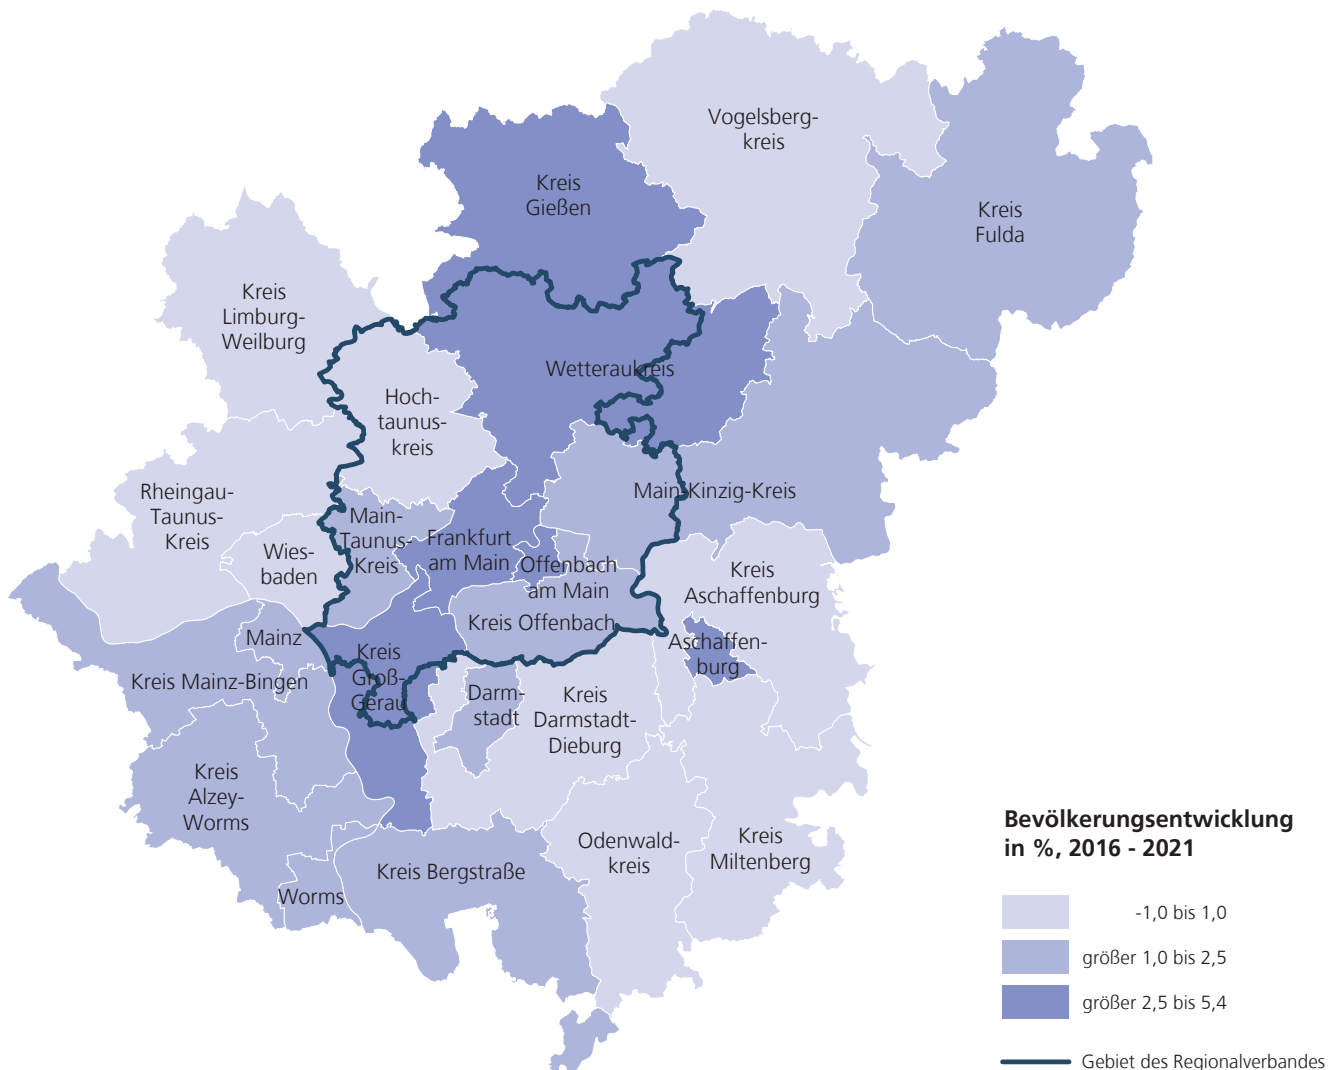 Vogelsberg-
kreis
Kreis
Gießen
Kreis
Fulda
Kreis
Limburg-
Weilburg
Wetteraukreis
Hoch-
taunus-
kreis
Rheingau-
Taunus-
Kreis
Main-Kinzig-Kreis
Main-
Taunus-
Kreis
Frankfurt
am Main
Wies-
baden
Offenbach
am Main
Kreis
Aschaffenburg
Kreis Offenbach
Mainz
Aschaffen-
burg
Kreis
Groß-
Gerau
Kreis Mainz-Bingen
Darm-
stadt
Kreis
Darmstadt-
Dieburg
Kreis
Alzey-
Worms
Odenwald-
kreis
Kreis
Miltenberg
Kreis Bergstraße
Worms
Bevölkerungsentwicklung
in %, 2016 - 2021
-1,0 bis 1,0
größer 1,0 bis 2,5
größer 2,5 bis 5,4
Gebiet des Regionalverbandes